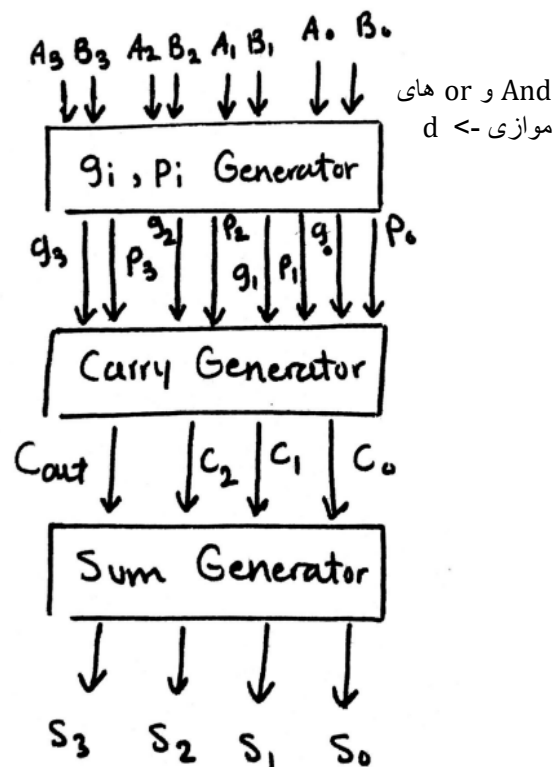 A₃ B₃ A₂ B₂ A₁ B₁ A₀ B₀
And و or های
موازی -> d
gᵢ , pᵢ Generator
g₃ p₃ g₂ p₂ g₁ p₁ g₀ p₀
Carry Generator
Cout C₂ C₁ C₀
Sum Generator
S₃ S₂ S₁ S₀